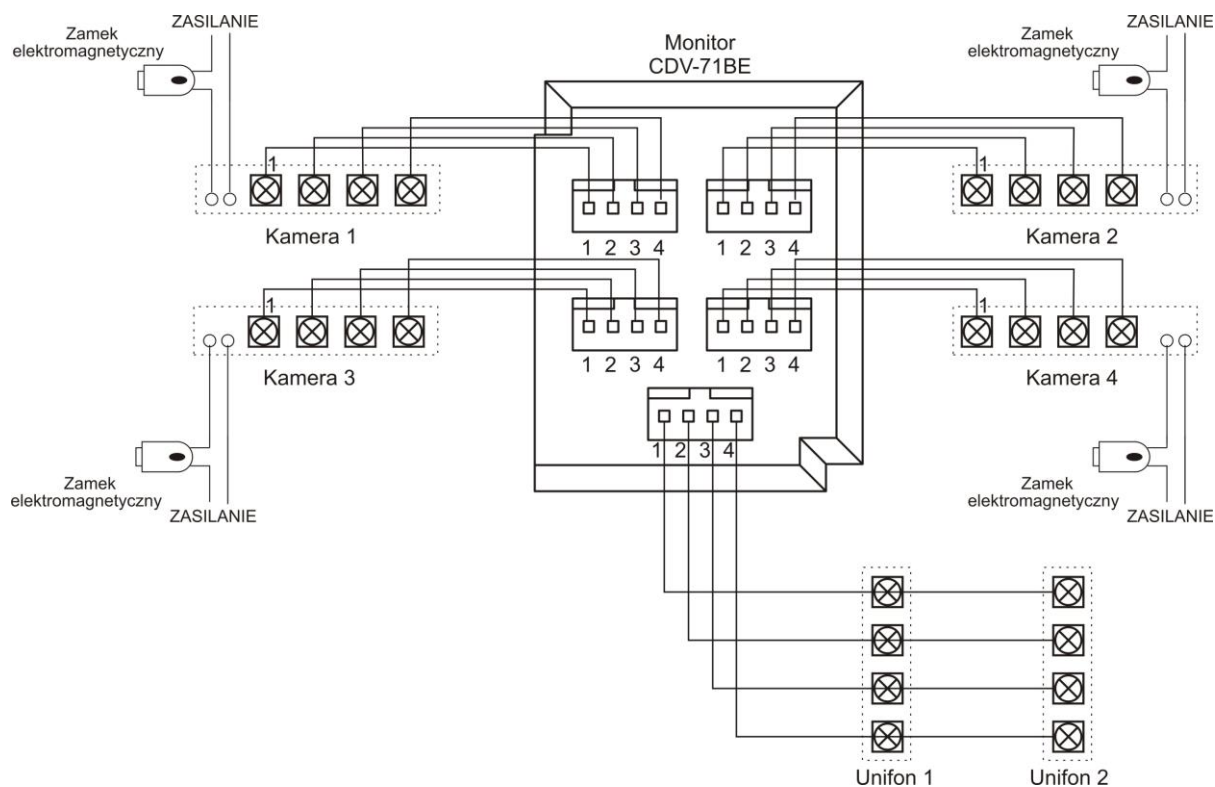 ZASILANIE
Zamek
elektromagnetyczny
Monitor
CDV-71BE
ZASILANIE
Zamek
elektromagnetyczny
1
1
Kamera 1
1 2 3 4
1 2 3 4
Kamera 2
1
1
Kamera 3
1 2 3 4
1 2 3 4
Kamera 4
1 2 3 4
Zamek
elektromagnetyczny
ZASILANIE
Zamek
elektromagnetyczny
ZASILANIE
Unifon 1
Unifon 2